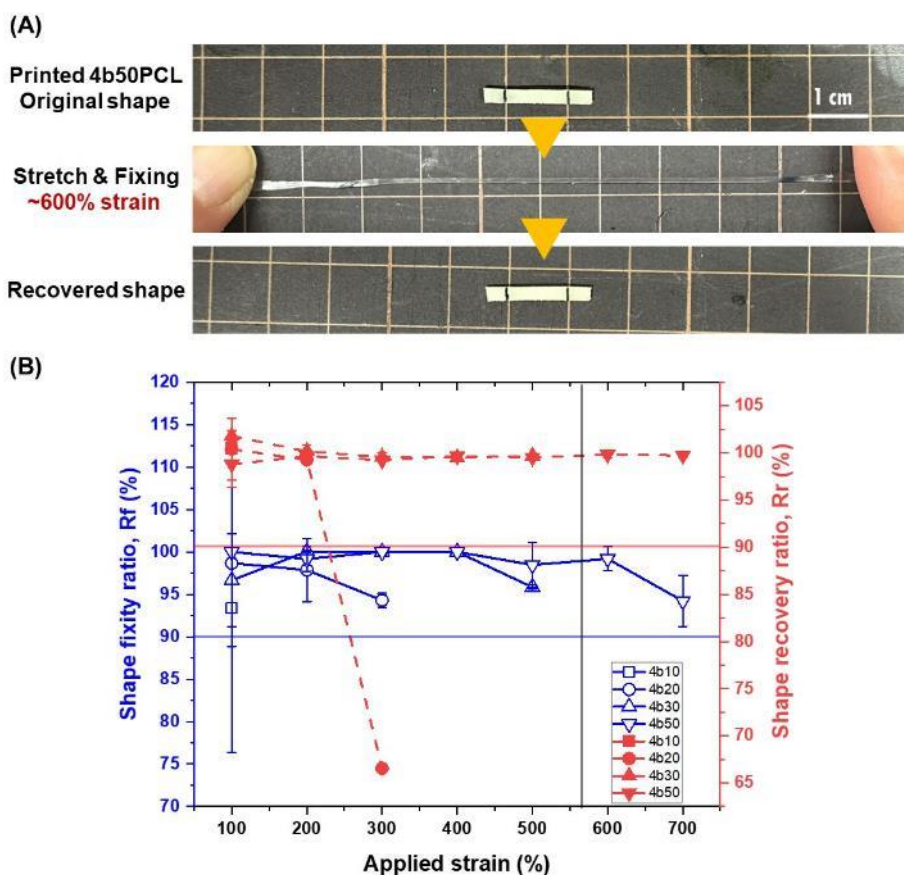 (A)
Printed 4b50PCL
Original shape
1 cm
Stretch & Fixing
~600% strain
Recovered shape
(B)
Shape fixity ratio, Rf (%)
120
115
110
105
100
95
90
85
80
75
70
105
100
95
90
85
80
75
70
65
Shape recovery ratio, Rr (%)
4b10
4b20
4b30
4b50
4b10
4b20
4b30
4b50
100 200 300 400 500 600 700
Applied strain (%)